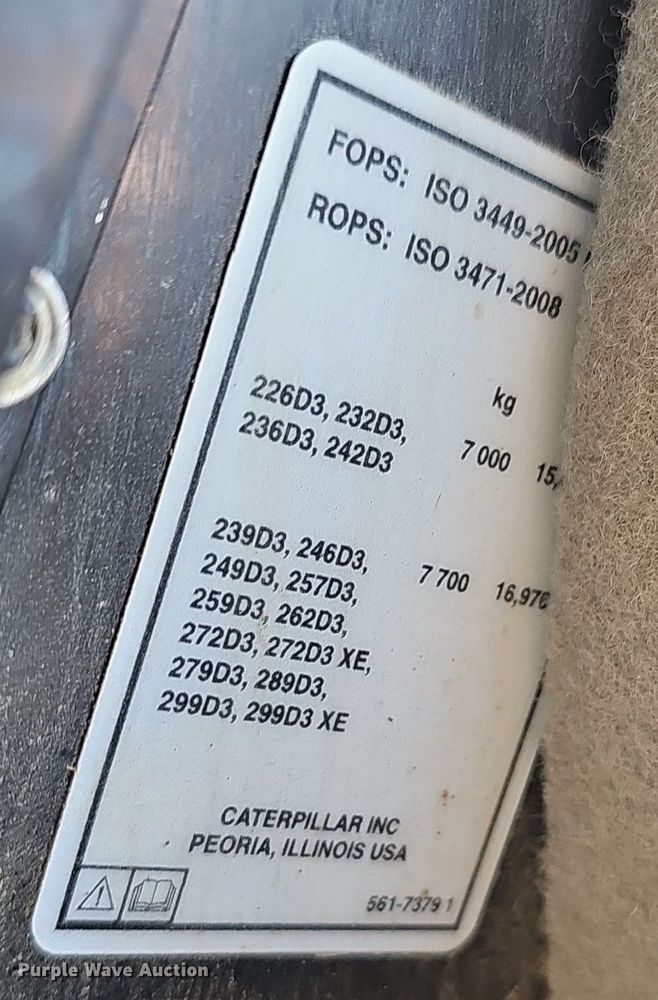 FOPS: ISO 3449-2005
ROPS: ISO 3471-2008
kg
226D3, 232D3,
236D3, 242D3
7 000
239D3, 246D3,
249D3, 257D3,
259D3, 262D3,
272D3, 272D3 XE,
279D3, 289D3,
299D3, 299D3 XE
7 700
CATERPILLAR INC
PEORIA, ILLINOIS USA
561-7379 1
Purple Wave Auction